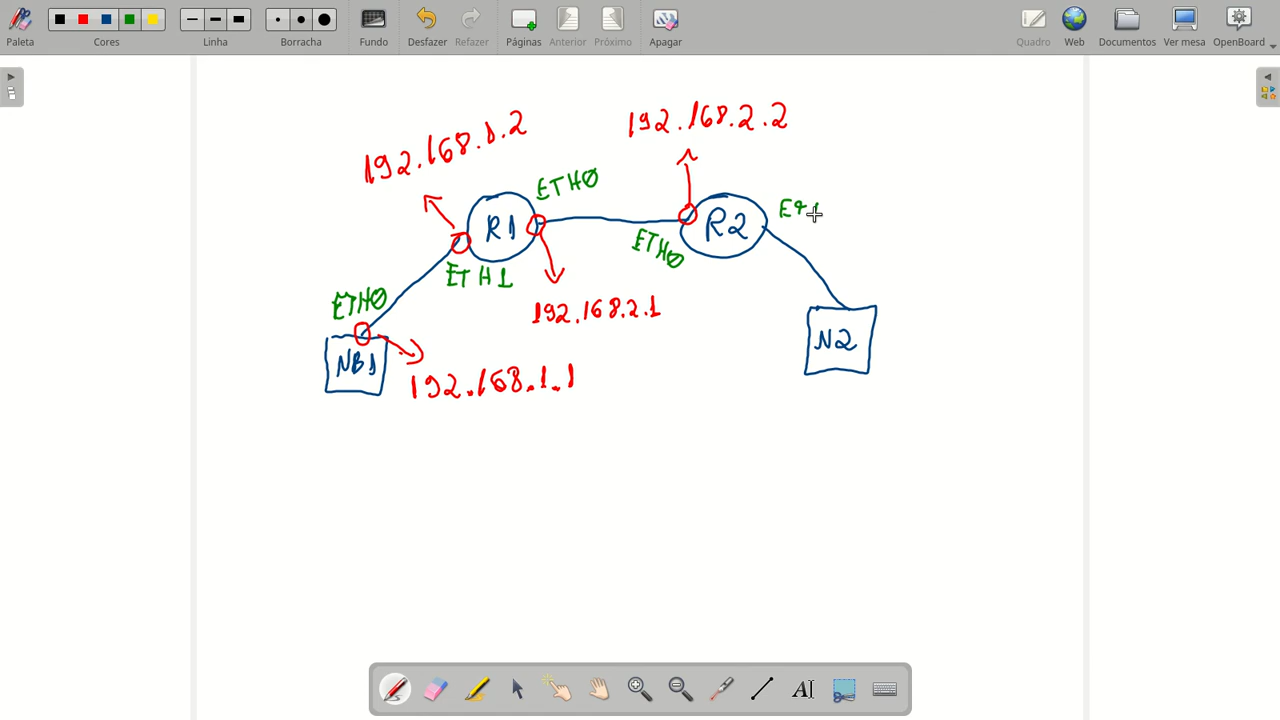 Paleta
Cores
Linha
Borracha
Fundo
Desfazer
Refazer
Páginas
Anterior
Próximo
Apagar
Quadro
Web
Documentos
Ver mesa
OpenBoard
192.168.1.2
192.168.2.2
ETH0
R1
R2
ETH0
ETH1
ETH0
192.168.2.1
NB1
N2
192.168.1.1